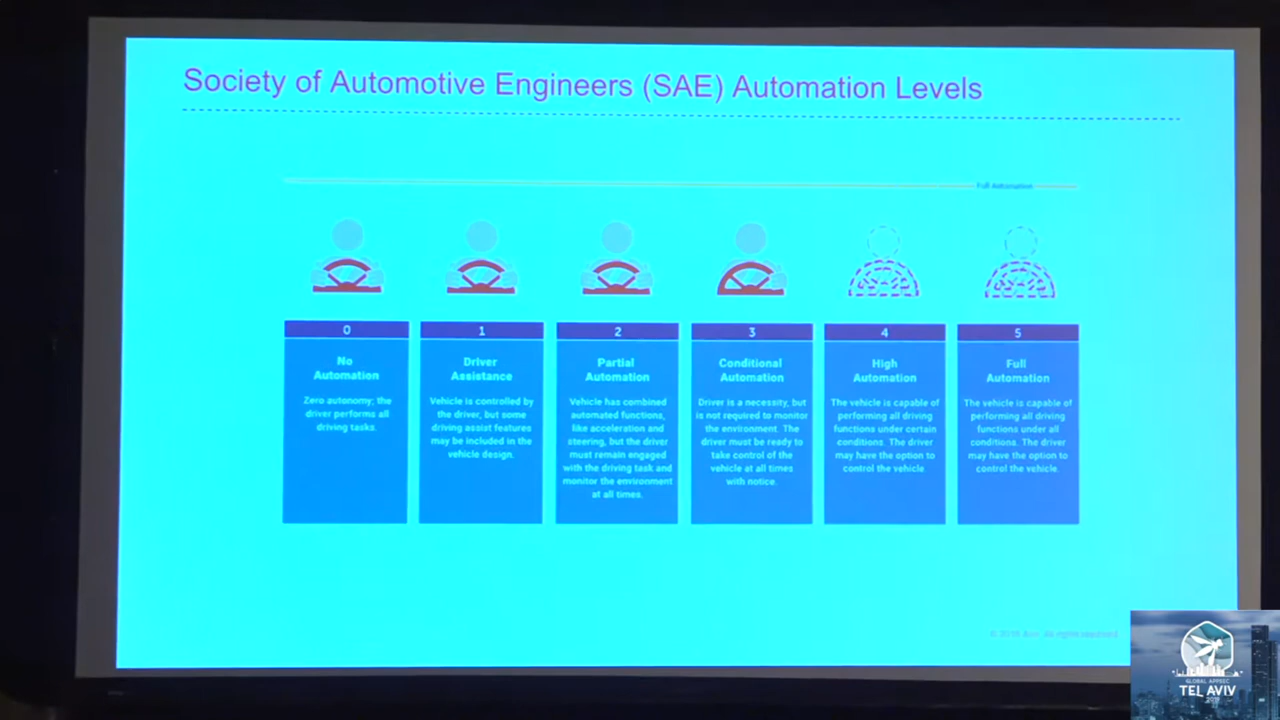 Society of Automotive Engineers (SAE) Automation Levels
Full Automation
0
No
Automation
Zero autonomy; the
driver performs all
driving tasks.
1
Driver
Assistance
Vehicle is controlled by
the driver, but some
driving assist features
may be included in the
vehicle design.
2
Partial
Automation
Vehicle has combined
automated functions,
like acceleration and
steering, but the driver
must remain engaged
with the driving task and
monitor the environment
at all times.
3
Conditional
Automation
Driver is a necessity, but
is not required to monitor
the environment. The
driver must be ready to
take control of the
vehicle at all times
with notice.
4
High
Automation
The vehicle is capable of
performing all driving
functions under certain
conditions. The driver
may have the option to
control the vehicle
5
Full
Automation
The vehicle is capable of
performing all driving
functions under all
conditions. The driver
may have the option to
control the vehicle.
All rights reserved
GLOBAL APPSEC
TEL AVIV